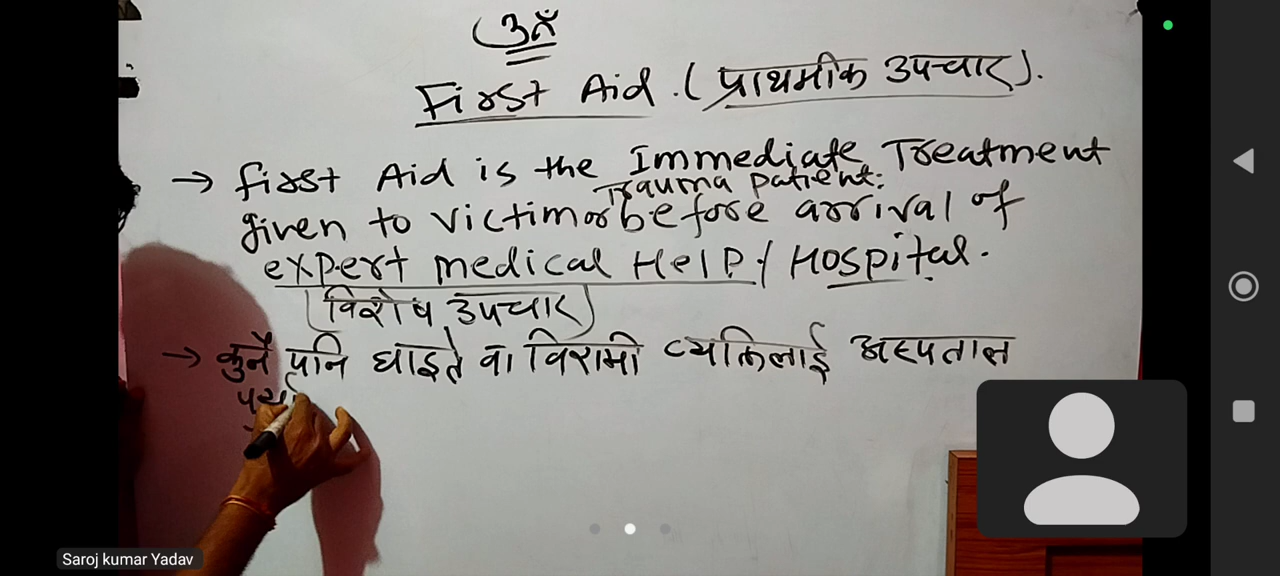 First Aid. (प्राथमीक उपचार).
→ first Aid is the Immediate Treatment
Trauma patient:
given to victim or before arrival of
expert medical Help / Hospital.
(विशेष उपचार)
→ कुनै पनि घाइते वा विरामी व्यक्तिलाई अस्पताल
Saroj kumar Yadav